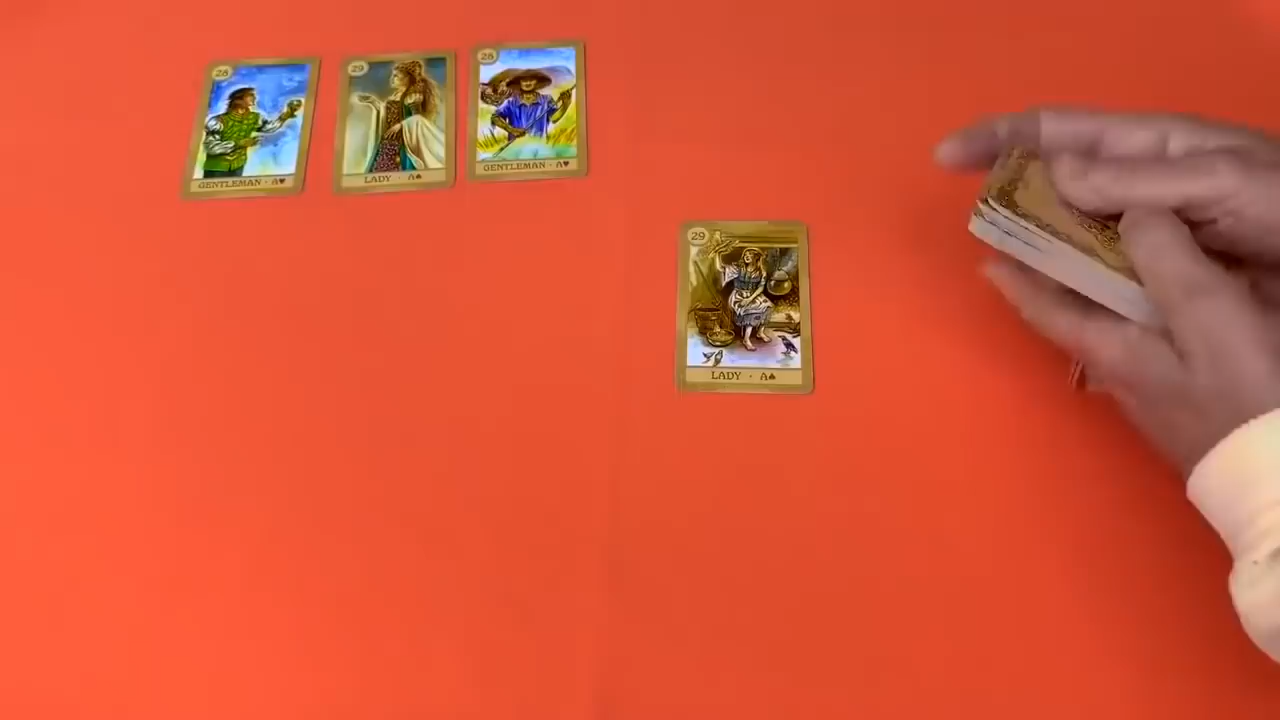 28
GENTLEMAN · A♥
29
LADY · A♠
28
GENTLEMAN · A♥
29
LADY · A♠